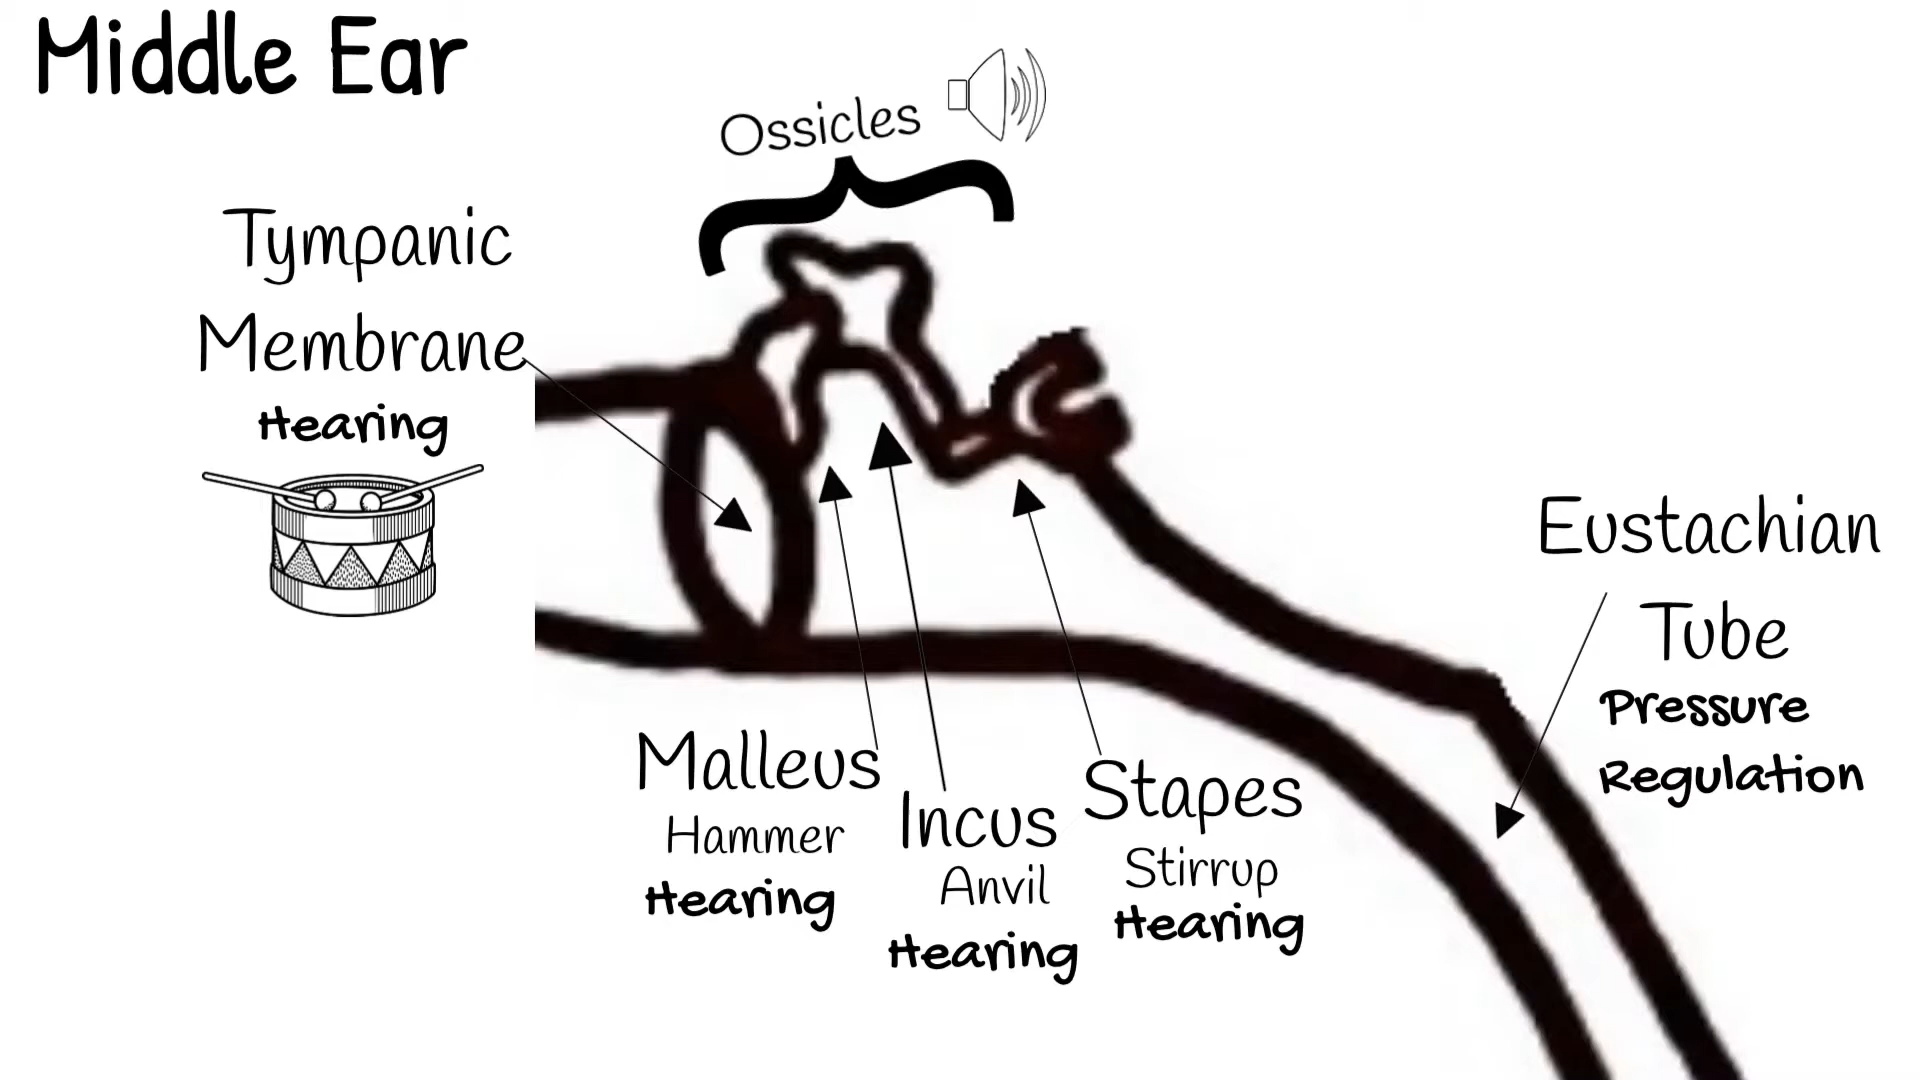 Middle Ear
Ossicles
Tympanic
Membrane
Hearing
Malleus
Hammer
Hearing
Incus
Anvil
Hearing
Stapes
Stirrup
Hearing
Eustachian
Tube
Pressure
Regulation